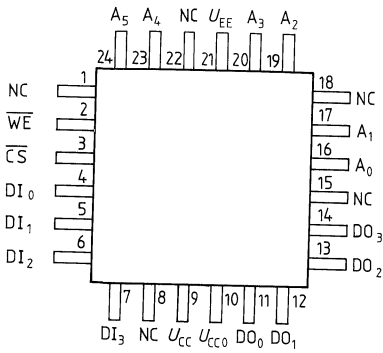 A5 A4 NC UEE A3 A2
24 23 22 21 20 19
NC 1 18 NC
WE 2 17 A1
CS 3 16 A0
DI0 4 15 NC
DI1 5 14 DO3
DI2 6 13 DO2
7 8 9 10 11 12
DI3 NC UCC UCC0 DO0 DO1